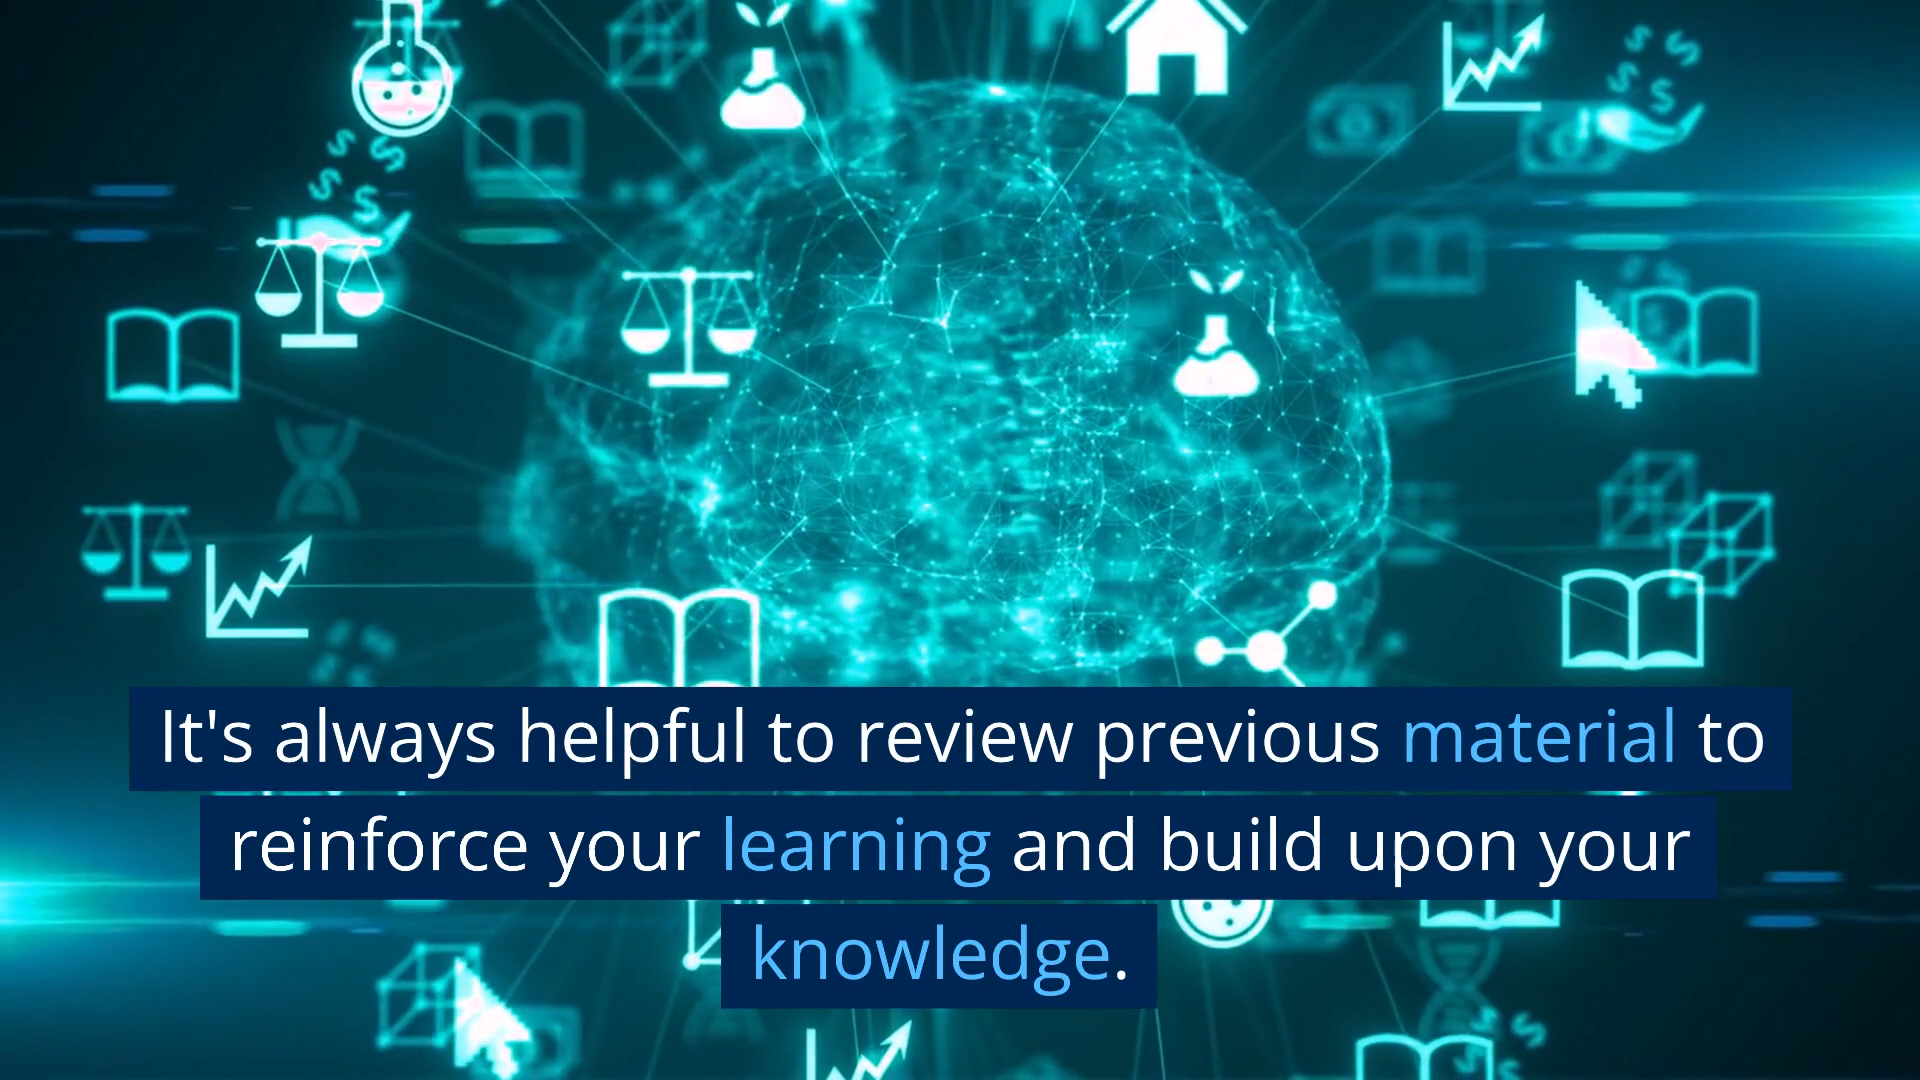 It's always helpful to review previous material to
reinforce your learning and build upon your
knowledge.